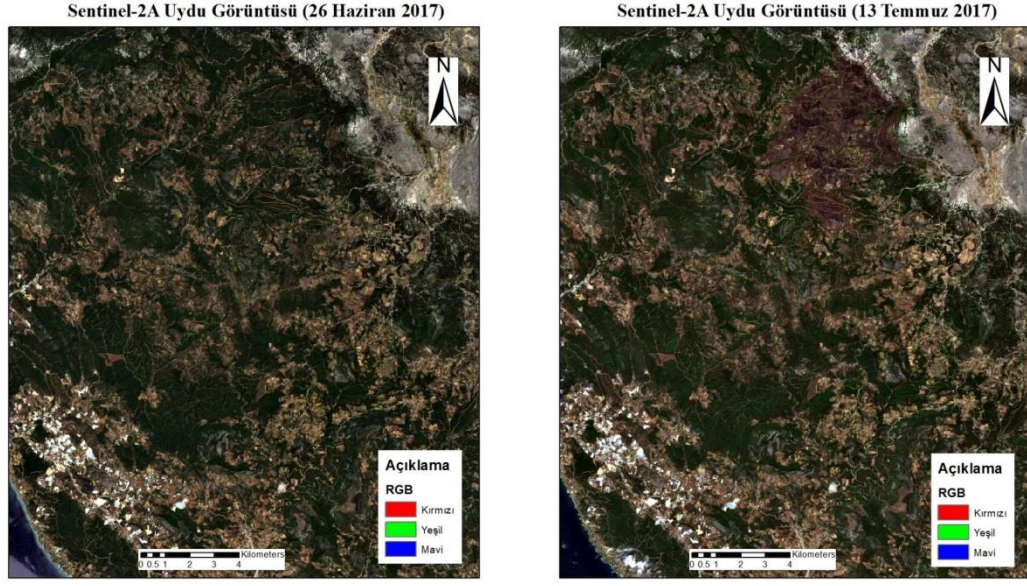 Sentinel-2A Uydu Görüntüsü (26 Haziran 2017)
N
Açıklama
RGB
Kırmızı
Yeşil
Mavi
Kilometers
0 0.5 1 2 3 4
Sentinel-2A Uydu Görüntüsü (13 Temmuz 2017)
N
Açıklama
RGB
Kırmızı
Yeşil
Mavi
Kilometers
0 0.5 1 2 3 4